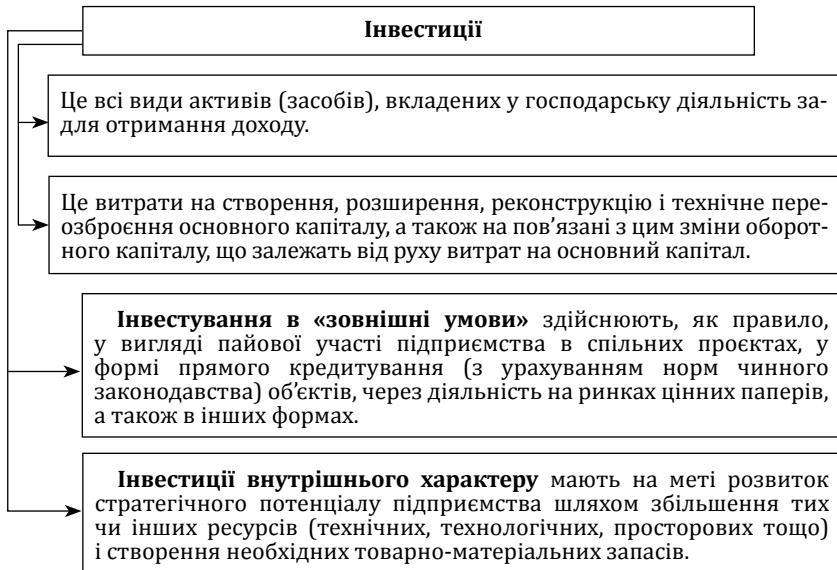 Інвестиції
Це всі види активів (засобів), вкладених у господарську діяльність за-
для отримання доходу.
Це витрати на створення, розширення, реконструкцію і технічне пере-
озброєння основного капіталу, а також на пов’язані з цим зміни оборот-
ного капіталу, що залежать від руху витрат на основний капітал.
Інвестування в «зовнішні умови» здійснюють, як правило,
у вигляді пайової участі підприємства в спільних проєктах, у
формі прямого кредитування (з урахуванням норм чинного
законодавства) об’єктів, через діяльність на ринках цінних паперів,
а також в інших формах.
Інвестиції внутрішнього характеру мають на меті розвиток
стратегічного потенціалу підприємства шляхом збільшення тих
чи інших ресурсів (технічних, технологічних, просторових тощо)
і створення необхідних товарно-матеріальних запасів.